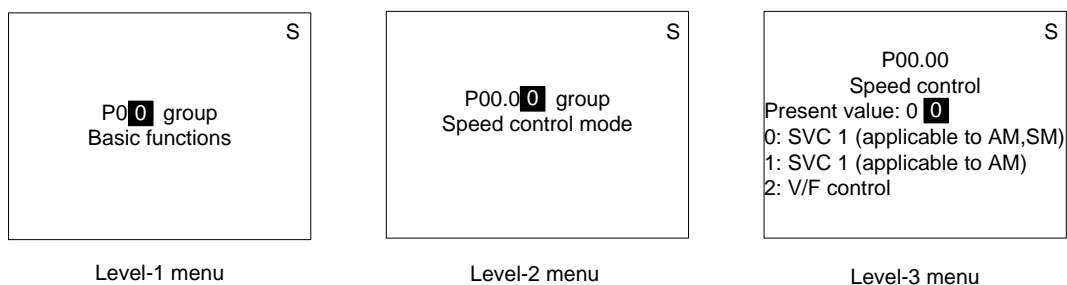 S
P00 group
Basic functions
Level-1 menu
S
P00.00 group
Speed control mode
Level-2 menu
S
P00.00
Speed control
Present value: 0 0
0: SVC 1 (applicable to AM,SM)
1: SVC 1 (applicable to AM)
2: V/F control
Level-3 menu